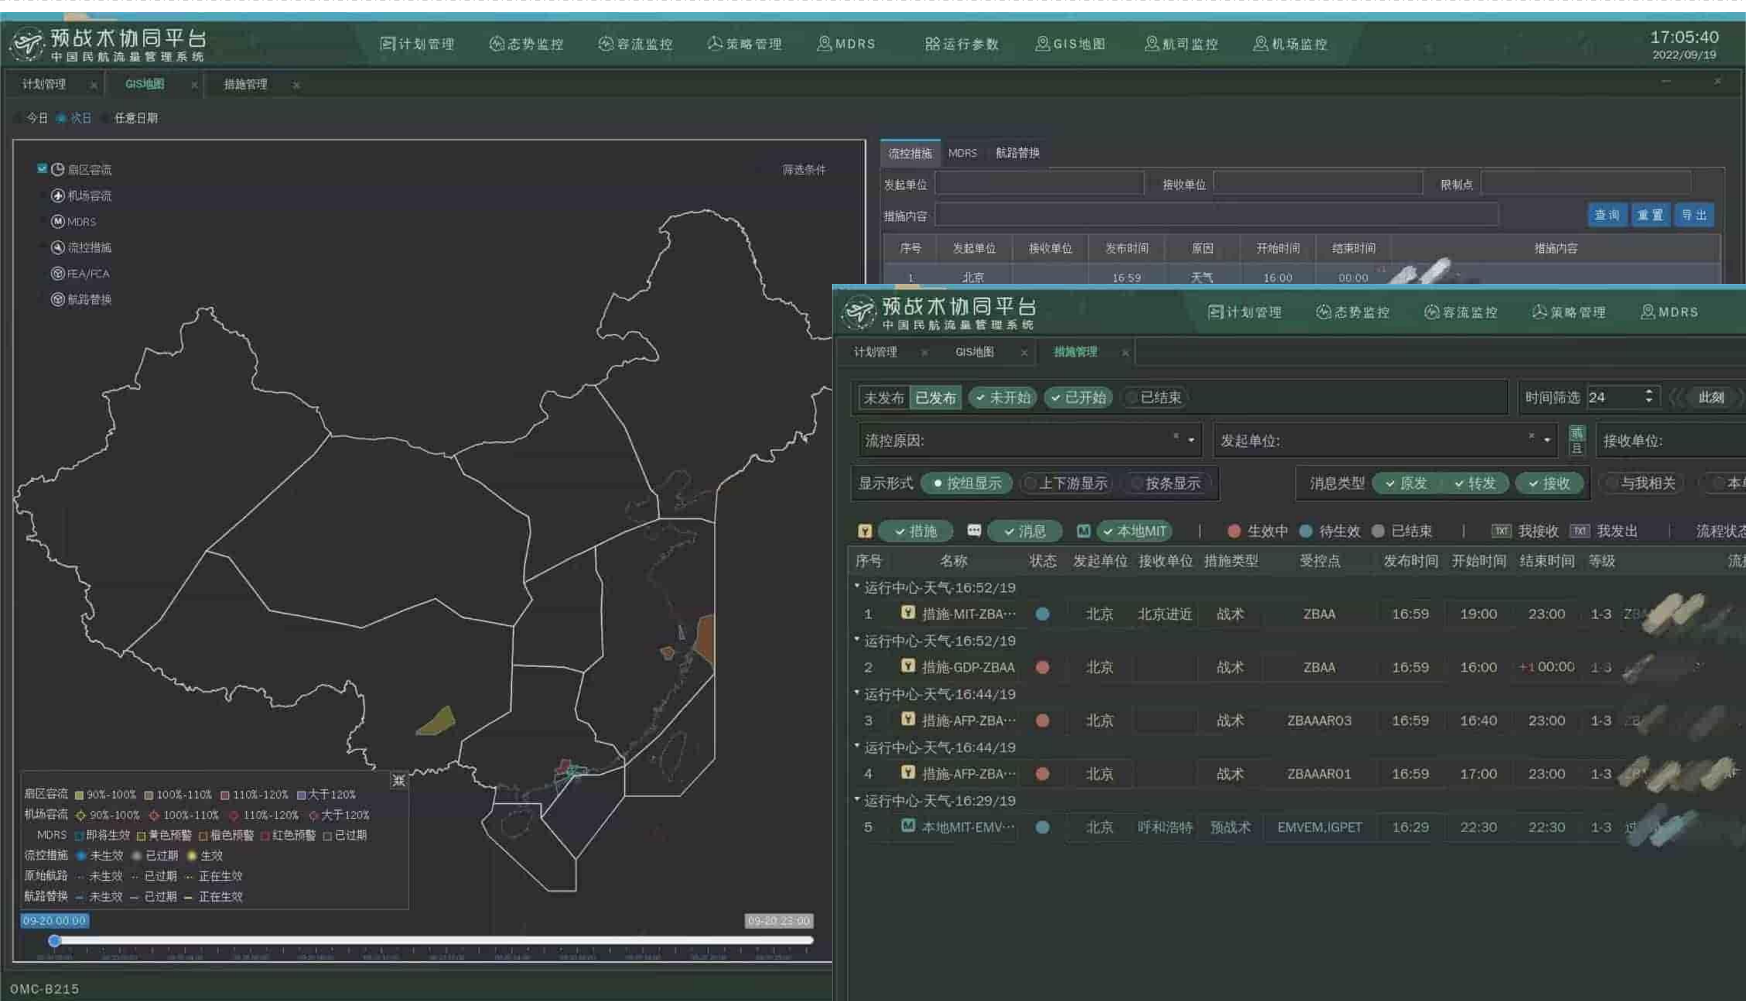 预战术协同平台
中国民航流量管理系统
计划管理 态势监控 容流监控 策略管理 MDRS 运行参数 GIS地图 航司监控 机场监控
17:05:40
2022/09/19
计划管理 × GIS地图 × 措施管理 ×
今日 次日 任意日期
扇区容流
机场容流
MDRS
流控措施
FEA/FCA
航路替换
筛选条件
流控措施 MDRS 航路替换
发起单位 接收单位 限制点
措施内容 查询 重置 导出
序号 发起单位 接收单位 发布时间 原因 开始时间 结束时间 措施内容
1 北京 16:59 天气 16:00 00:00
扇区容流 90%-100% 100%-110% 110%-120% 大于120%
机场容流 90%-100% 100%-110% 110%-120% 大于120%
MDRS 即将生效 黄色预警 橙色预警 红色预警 已过期
流控措施 未生效 已过期 生效
原始航路 未生效 已过期 正在生效
航路替换 未生效 已过期 正在生效
09-20 00:00 09-20 23:00
OMC-B215
预战术协同平台
中国民航流量管理系统
计划管理 态势监控 容流监控 策略管理 MDRS
计划管理 × GIS地图 × 措施管理 ×
未发布 已发布 未开始 已开始 已结束 时间筛选 24 此刻
流控原因: 发起单位: 或 且 接收单位:
显示形式 按组显示 上下游显示 按条显示 消息类型 原发 转发 接收 与我相关
措施 消息 本地MIT | 生效中 待生效 已结束 | TXT 我接收 TXT 我发出 | 流程状态
序号 名称 状态 发起单位 接收单位 措施类型 受控点 发布时间 开始时间 结束时间 等级
运行中心-天气-16:52/19
1 Y 措施-MIT-ZBA··· 北京 北京进近 战术 ZBAA 16:59 19:00 23:00 1-3
运行中心-天气-16:52/19
2 Y 措施-GDP-ZBAA 北京 战术 ZBAA 16:59 16:00 +1 00:00 1-3
运行中心-天气-16:44/19
3 Y 措施-AFP-ZBA··· 北京 战术 ZBAAAR03 16:59 16:40 23:00 1-3
运行中心-天气-16:44/19
4 Y 措施-AFP-ZBA··· 北京 战术 ZBAAAR01 16:59 17:00 23:00 1-3
运行中心-天气-16:29/19
5 M 本地MIT-EMV··· 北京 呼和浩特 预战术 EMVEM,IGPET 16:29 22:30 22:30 1-3